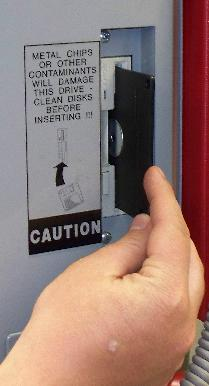 METAL CHIPS
OR OTHER
CONTAMINANTS
WILL DAMAGE
THIS DRIVE -
CLEAN DISKS
BEFORE
INSERTING !!!
CAUTION